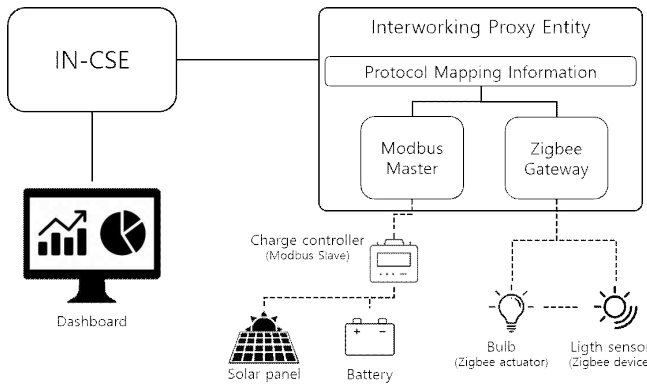 IN-CSE
Interworking Proxy Entity
Protocol Mapping Information
Modbus
Master
Zigbee
Gateway
Charge controller
(Modbus Slave)
Dashboard
Solar panel
Battery
Bulb
(Zigbee actuator)
Ligth sensor
(Zigbee device